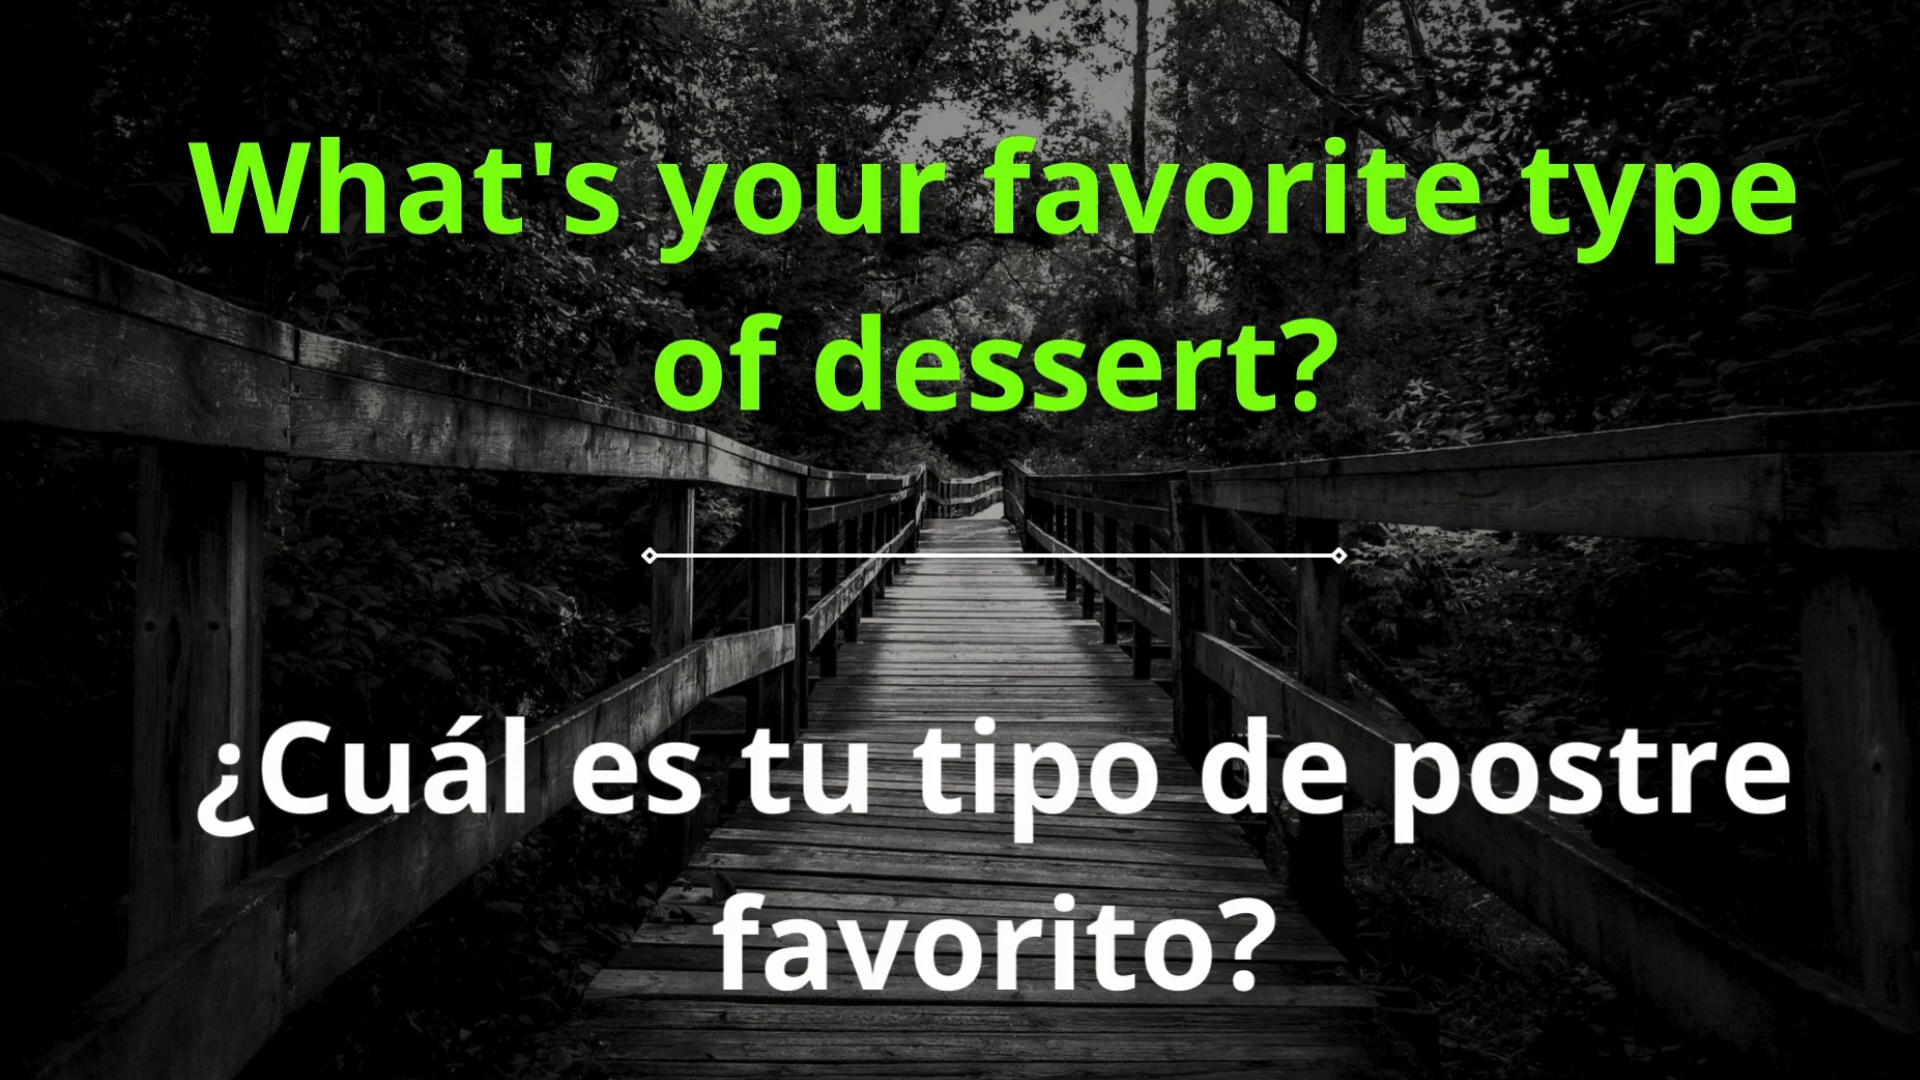 What's your favorite type
of dessert?
¿Cuál es tu tipo de postre
favorito?